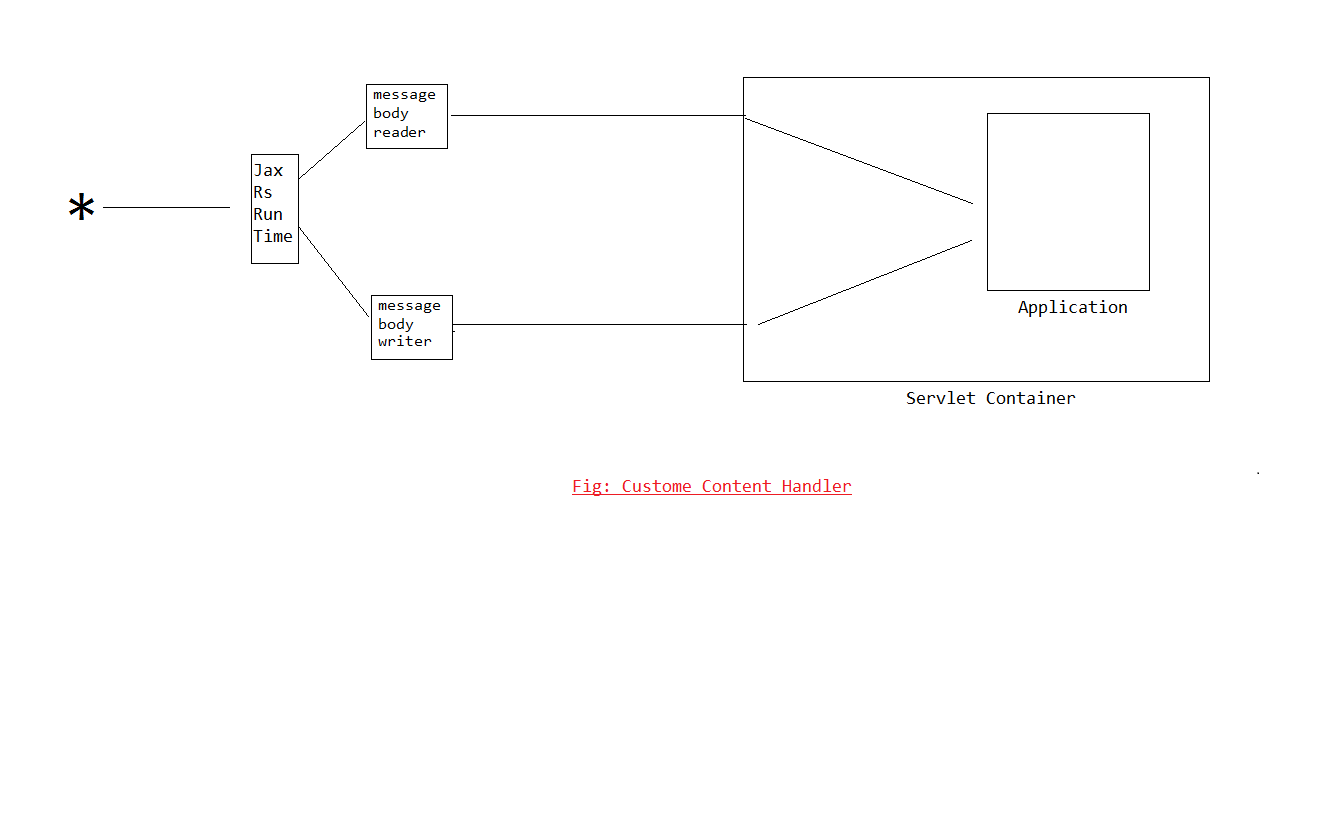 message
body
reader
Jax
Rs
Run
Time
*
message
body
writer
Application
Servlet Container
Fig: Custome Content Handler